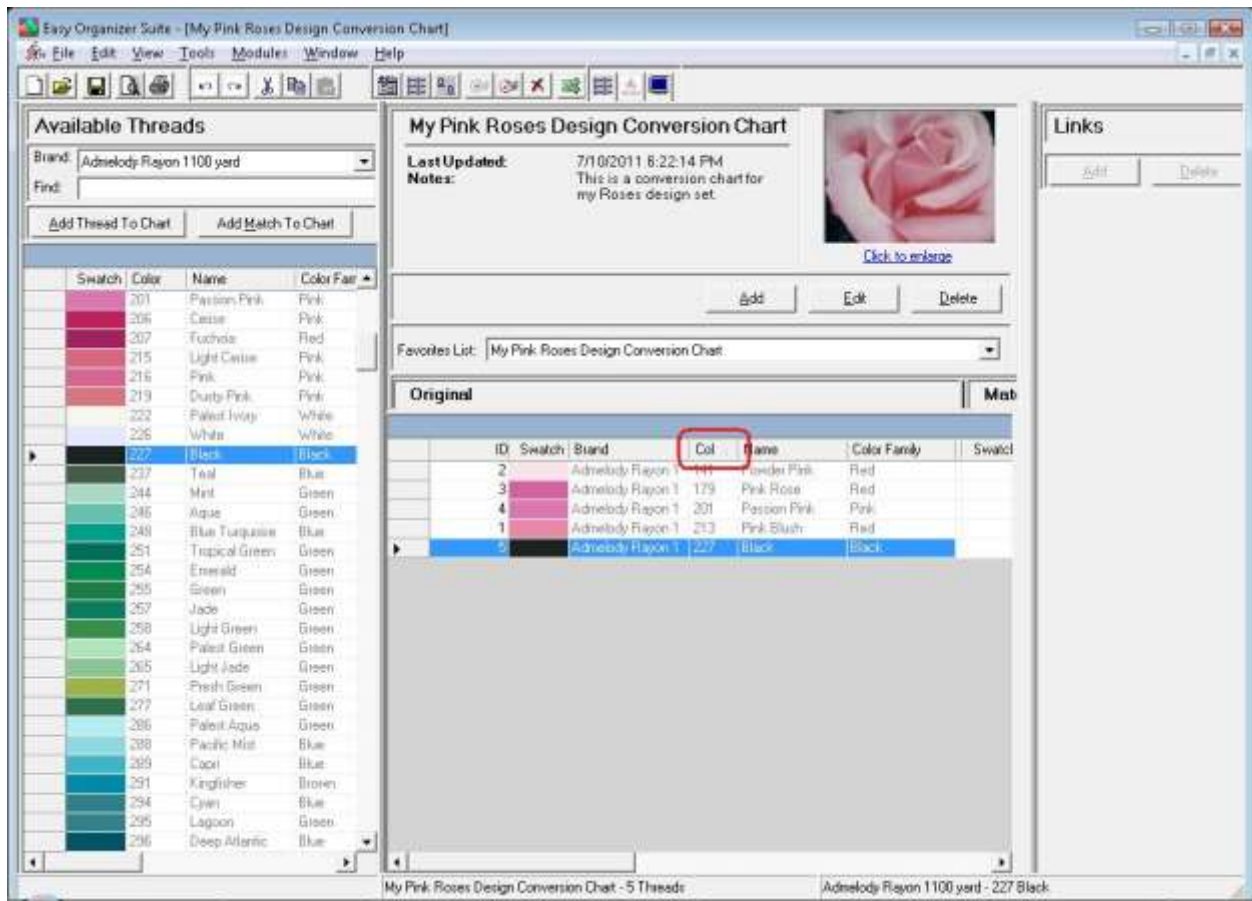 Easy Organizer Suite - [My Pink Roses Design Conversion Chart]
File Edit View Tools Modules Window Help
Available Threads
Brand: Admelody Rayon 1100 yard
Find:
Add Thread To Chart Add Match To Chart
Swatch Color Name Color Fam
201 Passion Pink Pink
206 Cerise Pink
207 Fuchsia Red
215 Light Cerise Pink
216 Pink Pink
219 Dusty Pink Pink
222 Palest Ivory White
226 White White
227 Black Black
237 Teal Blue
244 Mint Green
246 Aqua Green
249 Blue Turquoise Blue
251 Tropical Green Green
254 Emerald Green
255 Green Green
257 Jade Green
258 Light Green Green
264 Palest Green Green
265 Light Jade Green
271 Fresh Green Green
277 Leaf Green Green
286 Palest Aqua Green
288 Pacific Mist Blue
289 Capri Blue
291 Kingfisher Brown
294 Cyan Blue
295 Lagoon Green
296 Deep Atlantic Blue
My Pink Roses Design Conversion Chart
Last Updated: 7/10/2011 6:22:14 PM
Notes: This is a conversion chart for
my Roses design set.
Click to enlarge
Add Edit Delete
Favorites List: My Pink Roses Design Conversion Chart
Original Mat
ID Swatch Brand Col Name Color Family Swatcl
2 Admelody Rayon 1 141 Powder Pink Red
3 Admelody Rayon 1 179 Pink Rose Red
4 Admelody Rayon 1 201 Passion Pink Pink
1 Admelody Rayon 1 213 Pink Blush Red
5 Admelody Rayon 1 227 Black Black
Links
Add Delete
My Pink Roses Design Conversion Chart - 5 Threads Admelody Rayon 1100 yard - 227 Black